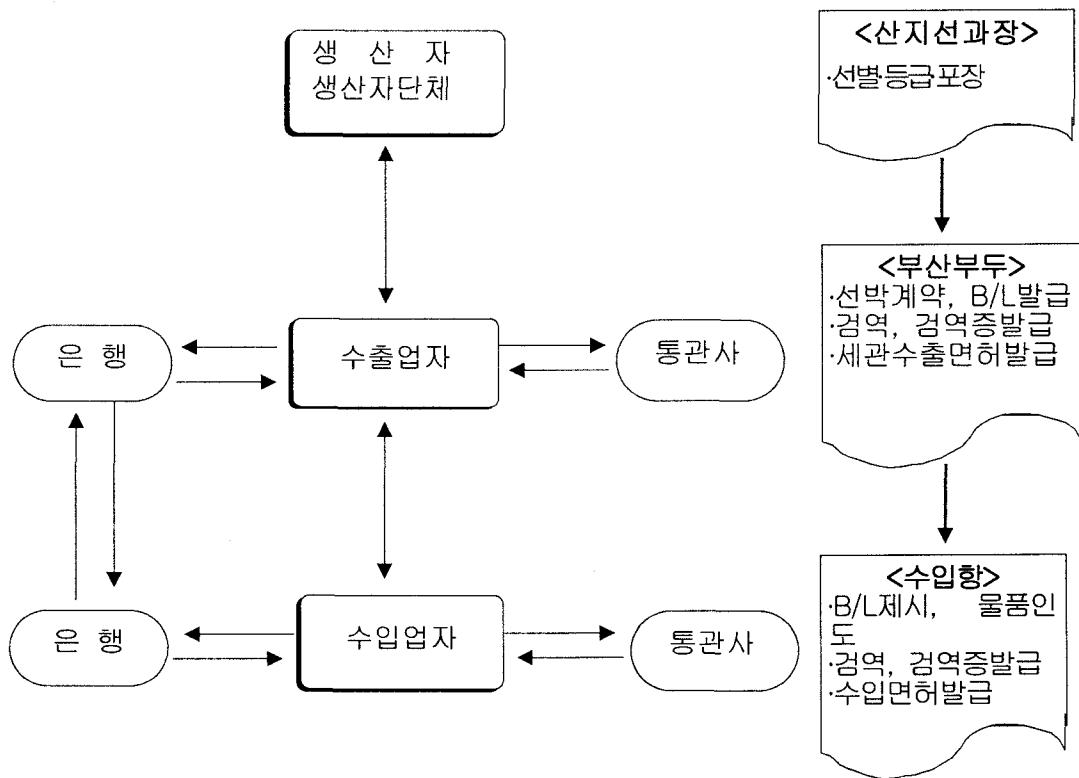 생 산 자
생산자단체
<산지선과장>
·선별·등급·포장
<부산부두>
·선박계약, B/L발급
·검역, 검역증발급
·세관수출면허발급
은 행
수출업자
통관사
<수입항>
·B/L제시, 물품인
도
·검역, 검역증발급
·수입면허발급
은 행
수입업자
통관사